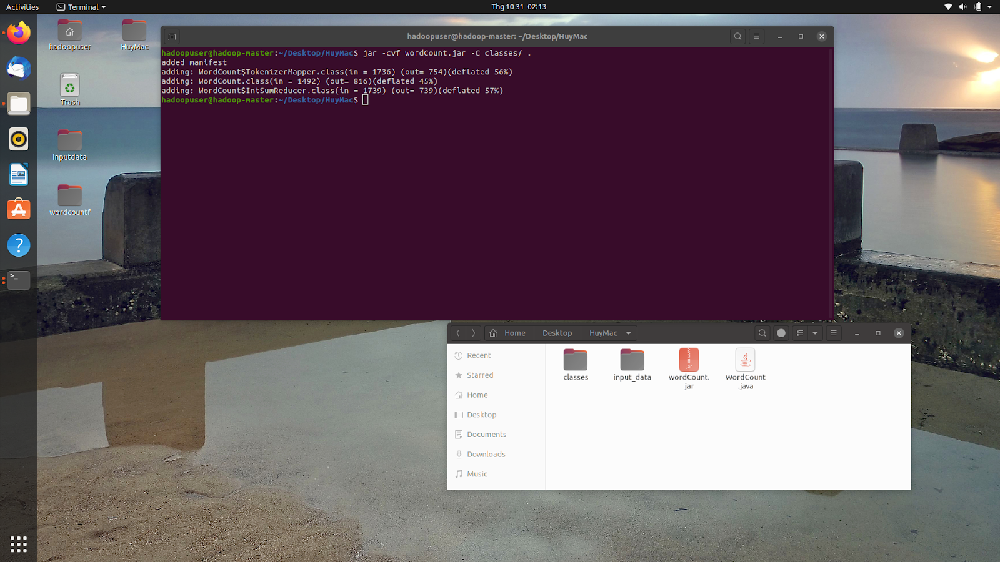 Activities
Terminal
Thg 10 31 02:13
hadoopuser
HuyMac
Trash
inputdata
wordcountf
hadoopuser@hadoop-master: ~/Desktop/HuyMac
hadoopuser@hadoop-master:~/Desktop/HuyMac$ jar -cvf wordCount.jar -C classes/ .
added manifest
adding: WordCount$TokenizerMapper.class(in = 1736) (out= 754)(deflated 56%)
adding: WordCount.class(in = 1492) (out= 816)(deflated 45%)
adding: WordCount$IntSumReducer.class(in = 1739) (out= 739)(deflated 57%)
hadoopuser@hadoop-master:~/Desktop/HuyMac$
Home
Desktop
HuyMac
Recent
Starred
Home
Desktop
Documents
Downloads
Music
classes
input_data
jar
wordCount.
jar
WordCount
.java